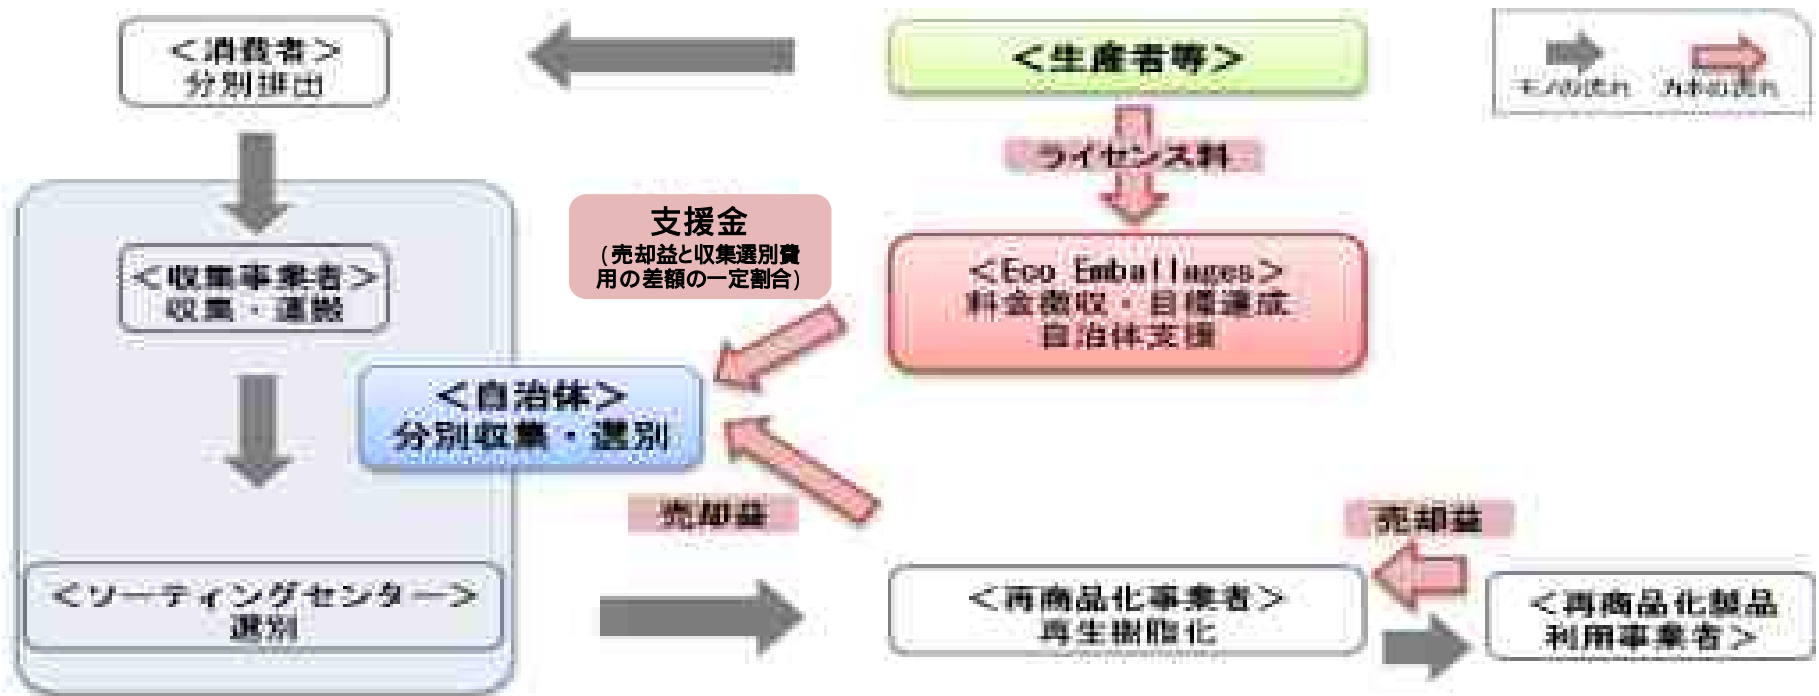 ＜消費者＞
分別排出
＜生産者等＞
モノの流れ
カネの流れ
ライセンス料
支援金
(売却益と収集選別費
用の差額の一定割合)
＜Eco Emballages＞
料金徴収・目標達成
自治体支援
＜収集事業者＞
収集・運搬
＜自治体＞
分別収集・選別
売却益
売却益
＜ソーティングセンター＞
選別
＜再商品化事業者＞
再生樹脂化
＜再商品化製品
利用事業者＞